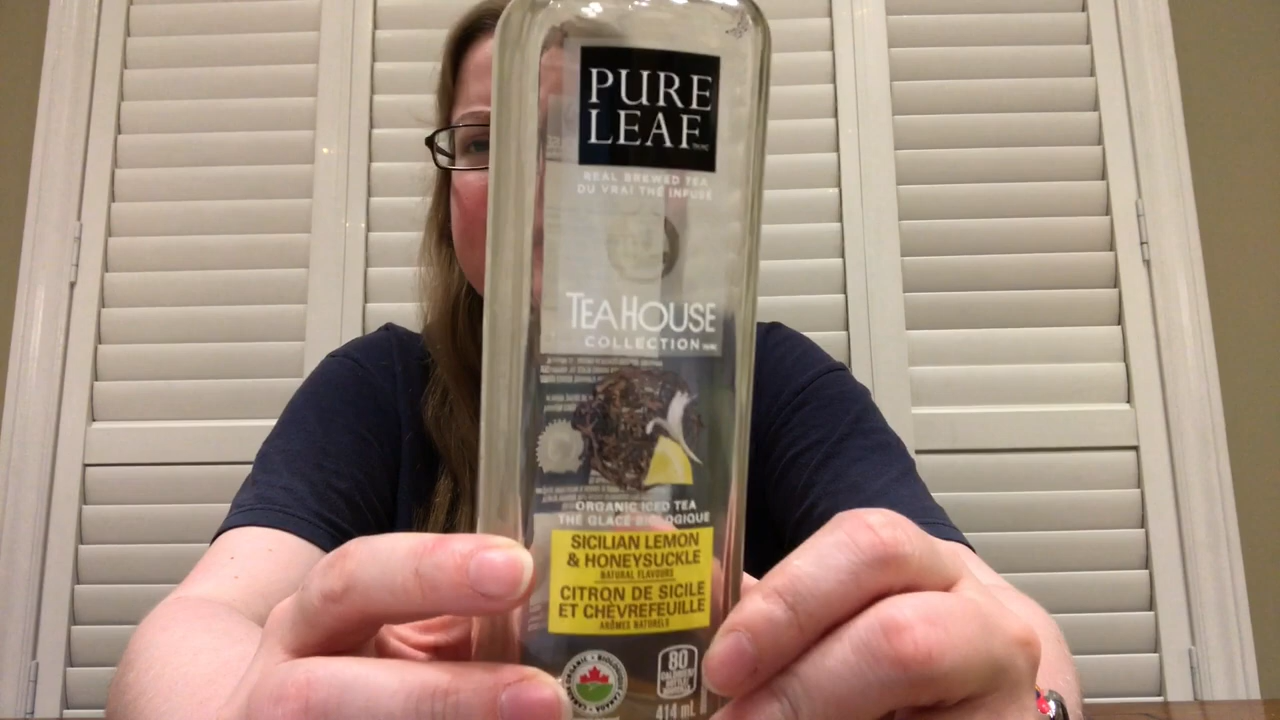 PURE
LEAF
REAL BREWED TEA
DU VRAI THÉ INFUSÉ
TEAHOUSE
COLLECTION
ORGANIC ICED TEA
THÉ GLACÉ BIOLOGIQUE
SICILIAN LEMON
& HONEYSUCKLE
NATURAL FLAVOURS
CITRON DE SICILE
ET CHÈVREFEUILLE
ARÔMES NATURELS
80
414 mL